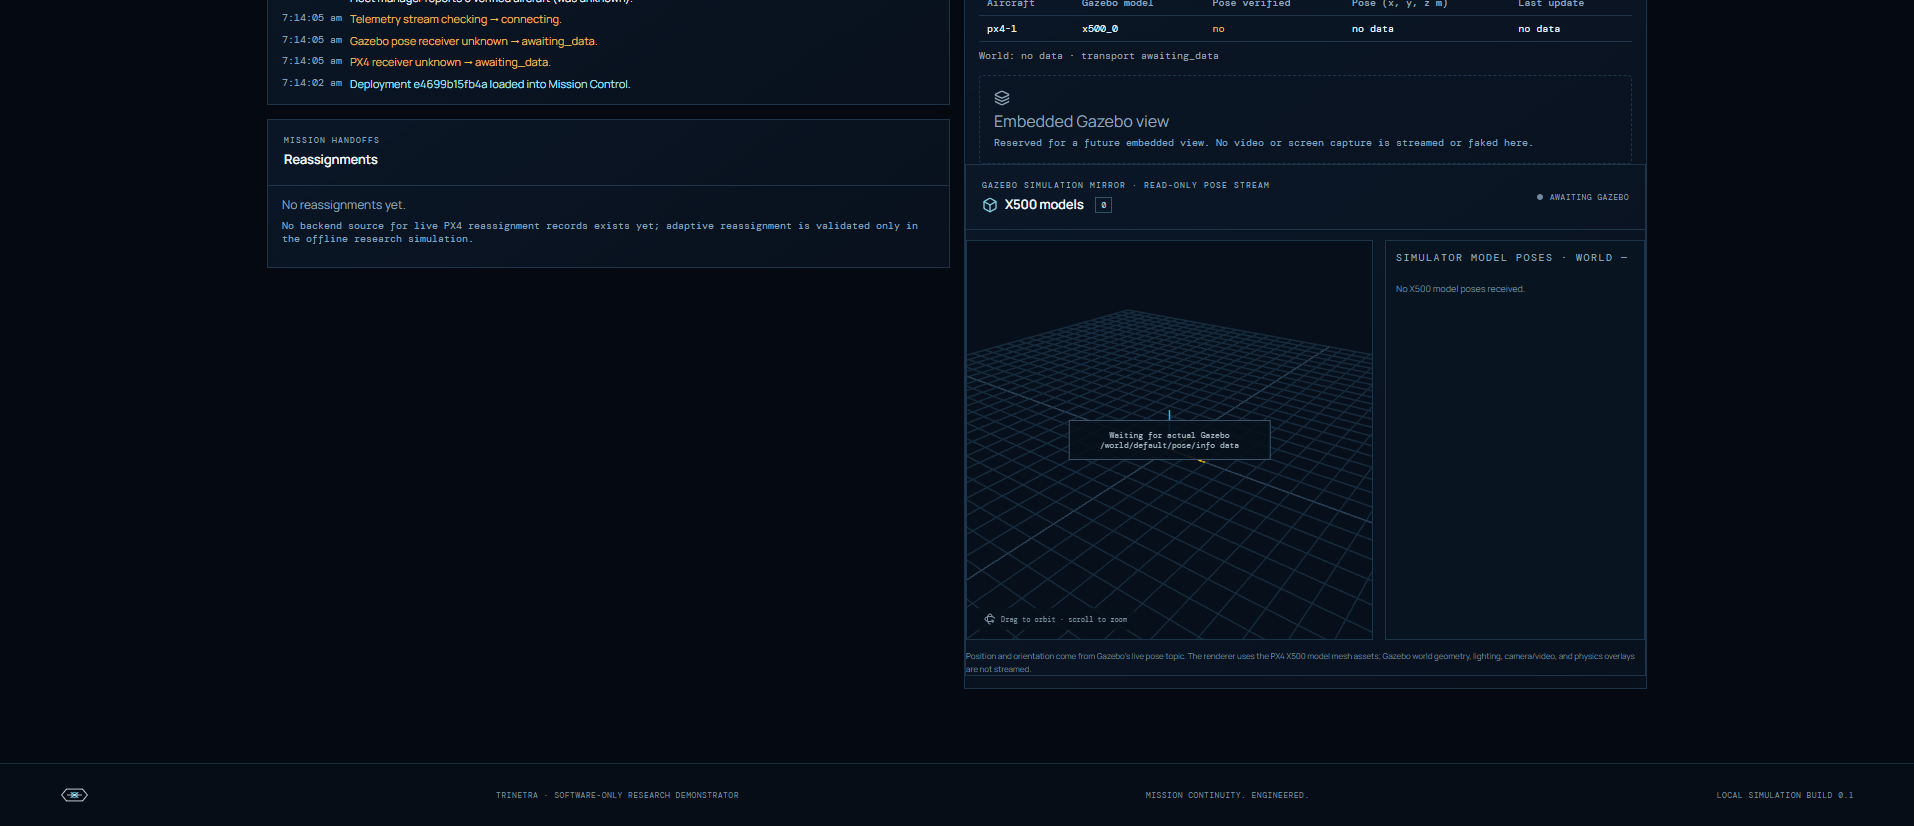 Fleet manager reports 0 verified aircraft (was unknown).
7:14:05 am Telemetry stream checking → connecting.
7:14:05 am Gazebo pose receiver unknown → awaiting_data.
7:14:05 am PX4 receiver unknown → awaiting_data.
7:14:02 am Deployment e4699b15fb4a loaded into Mission Control.
MISSION HANDOFFS
Reassignments
No reassignments yet.
No backend source for live PX4 reassignment records exists yet; adaptive reassignment is validated only in
the offline research simulation.
Aircraft Gazebo model Pose verified Pose (x, y, z m) Last update
px4-1 x500_0 no no data no data
World: no data · transport awaiting_data
Embedded Gazebo view
Reserved for a future embedded view. No video or screen capture is streamed or faked here.
GAZEBO SIMULATION MIRROR · READ-ONLY POSE STREAM
X500 models 0
AWAITING GAZEBO
Waiting for actual Gazebo
/world/default/pose/info data
Drag to orbit · scroll to zoom
SIMULATOR MODEL POSES · WORLD —
No X500 model poses received.
Position and orientation come from Gazebo's live pose topic. The renderer uses the PX4 X500 model mesh assets; Gazebo world geometry, lighting, camera/video, and physics overlays
are not streamed.
TRINETRA · SOFTWARE-ONLY RESEARCH DEMONSTRATOR
MISSION CONTINUITY. ENGINEERED.
LOCAL SIMULATION BUILD 0.1